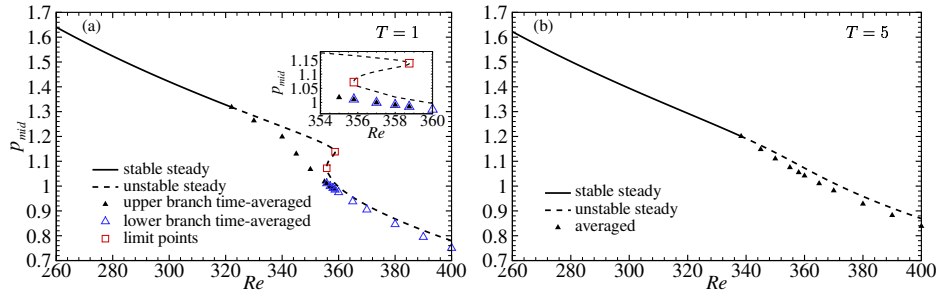 (a)
T = 1
1.7
1.6
1.5
1.4
1.3
1.2
1.1
1
0.9
0.8
0.7
p_mid
1.15
1.1
1.05
1
p_mid
354 356 358 360
Re
stable steady
unstable steady
upper branch time-averaged
lower branch time-averaged
limit points
260 280 300 320 340 360 380 400
Re
(b)
T = 5
1.7
1.6
1.5
1.4
1.3
1.2
1.1
1
0.9
0.8
0.7
stable steady
unstable steady
averaged
260 280 300 320 340 360 380 400
Re